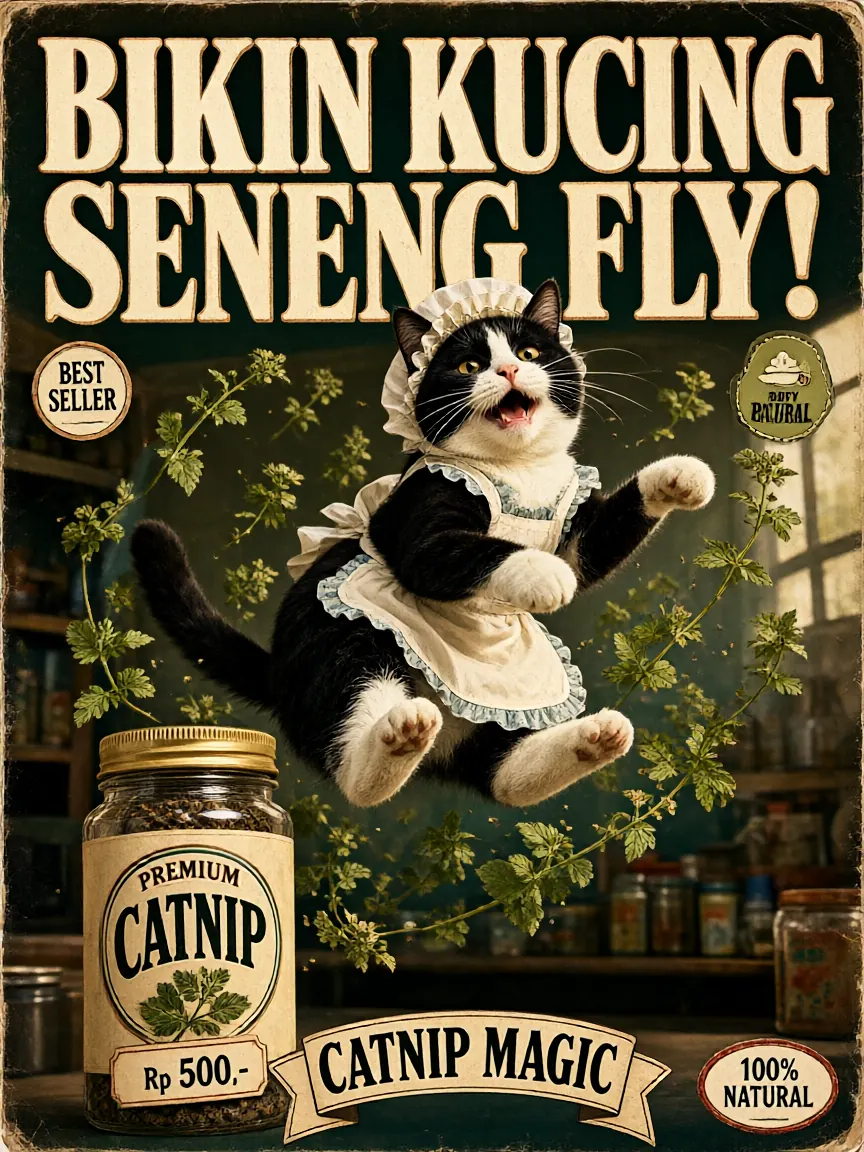 BIKIN KUCING
SENENG FLY!
BEST
SELLER
PREMIUM
CATNIP
Rp 500,-
CATNIP MAGIC
100%
NATURAL